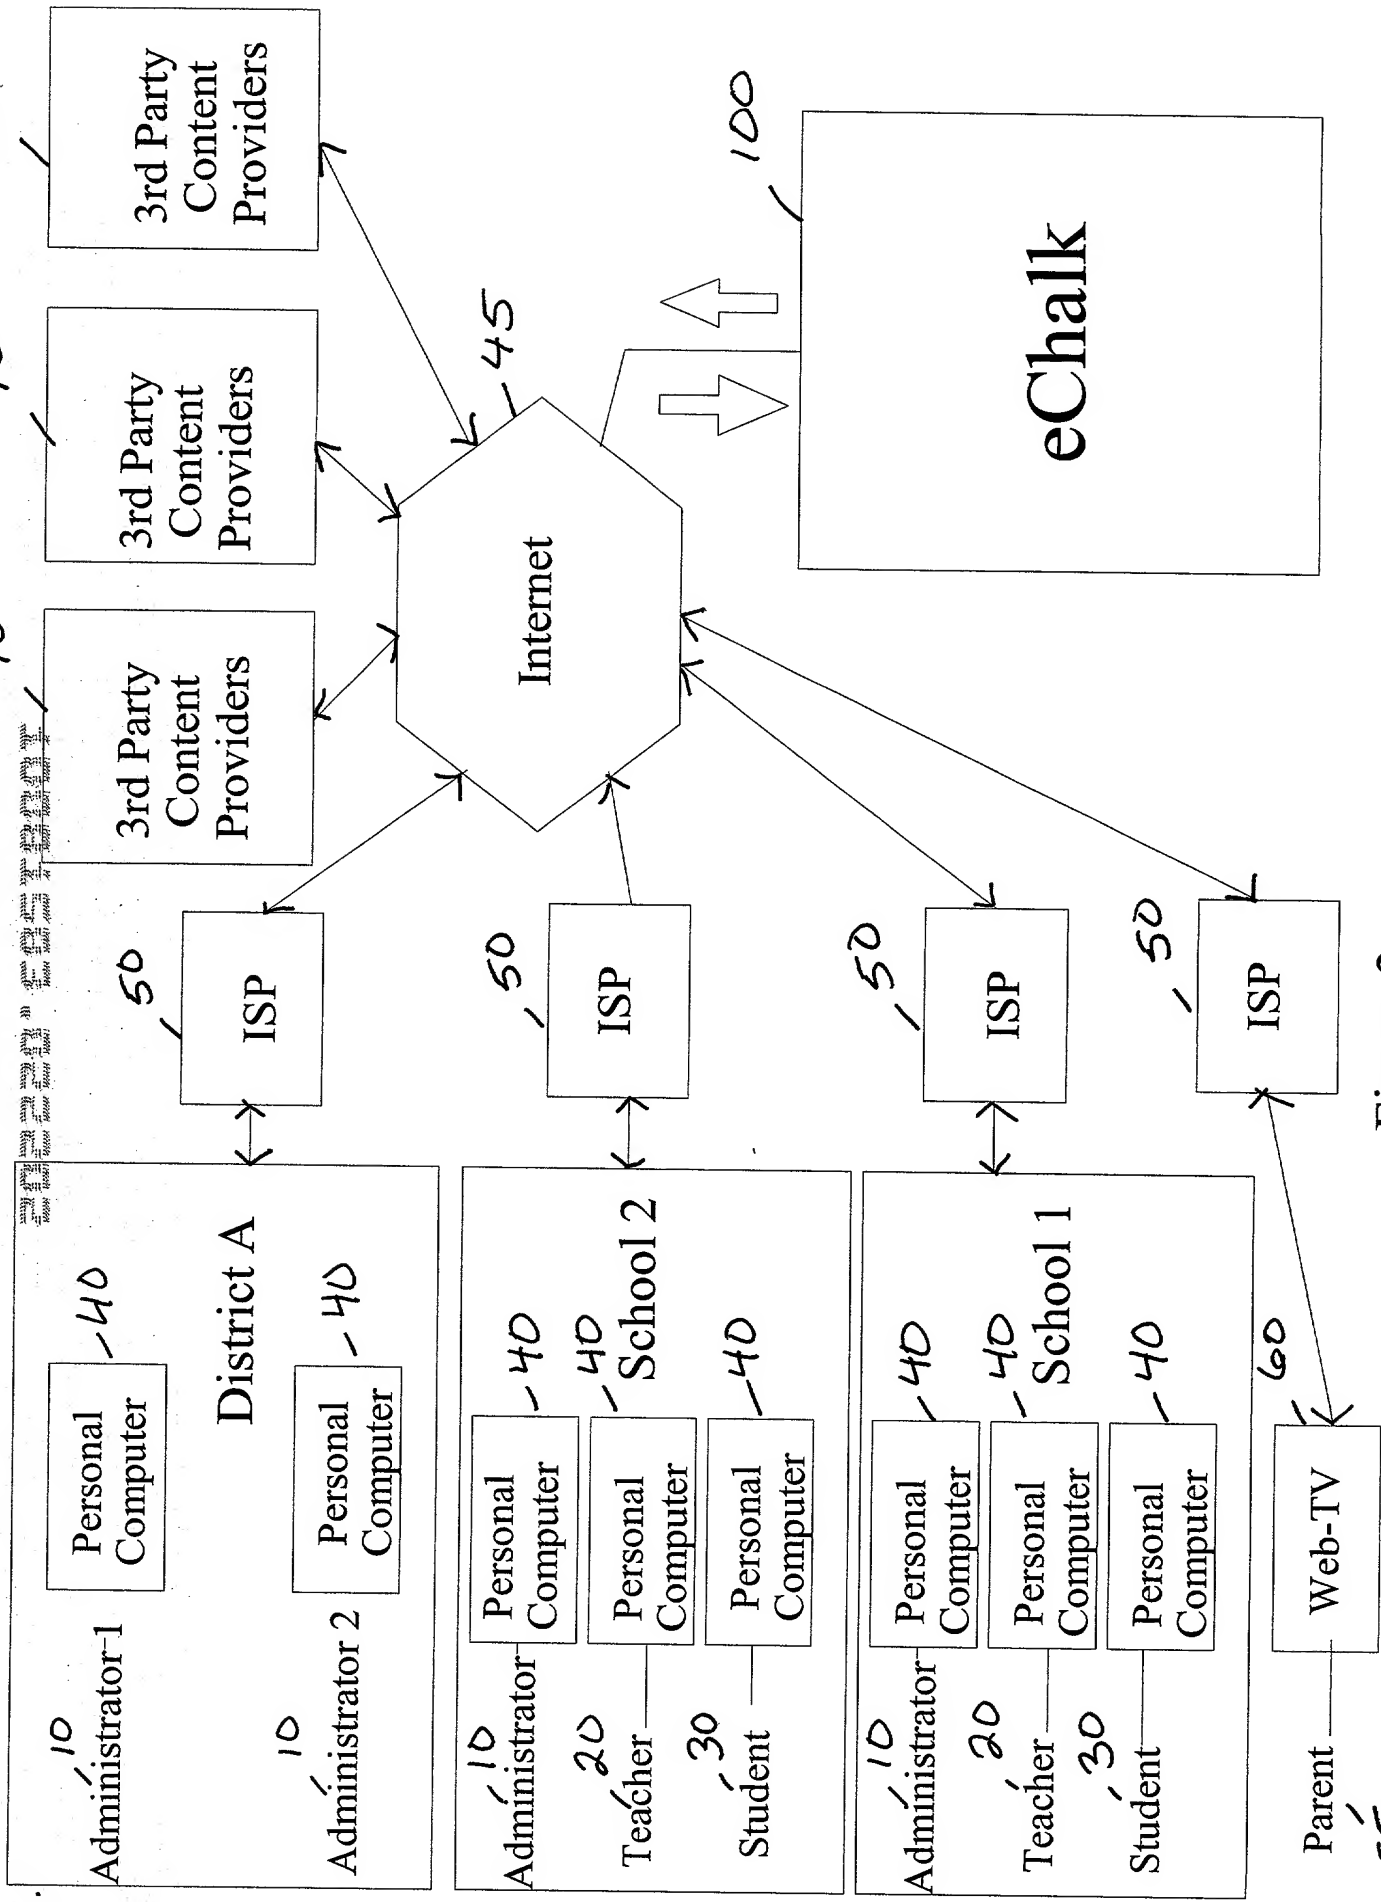 10
Administrator 1
Personal
Computer
40
District A
10
Administrator 2
Personal
Computer
40
50
ISP
3rd Party
Content
Providers
3rd Party
Content
Providers
3rd Party
Content
Providers
10
Administrator
Personal
Computer
40
20
Teacher
Personal
Computer
40
School 2
30
Student
Personal
Computer
40
50
ISP
Internet
45
10
Administrator
Personal
Computer
40
20
Teacher
Personal
Computer
40
School 1
30
Student
Personal
Computer
40
50
ISP
eChalk
100
Parent
Web-TV
60
50
ISP